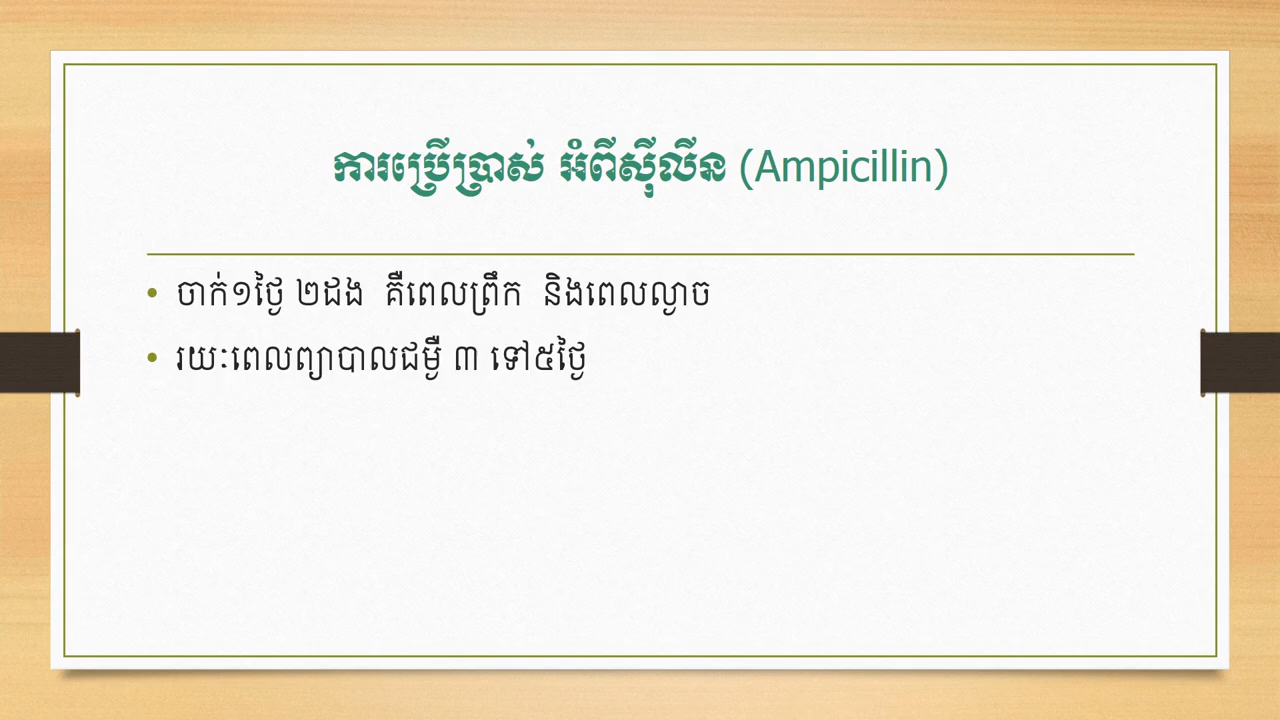 ការប្រើប្រាស់ អំពីស៊ីលីន (Ampicillin)
• ចាក់១ថ្ងៃ ២ដង គឺពេលព្រឹក និងពេលល្ងាច
• រយៈពេលព្យាបាលជម្ងឺ ៣ ទៅ៥ថ្ងៃ